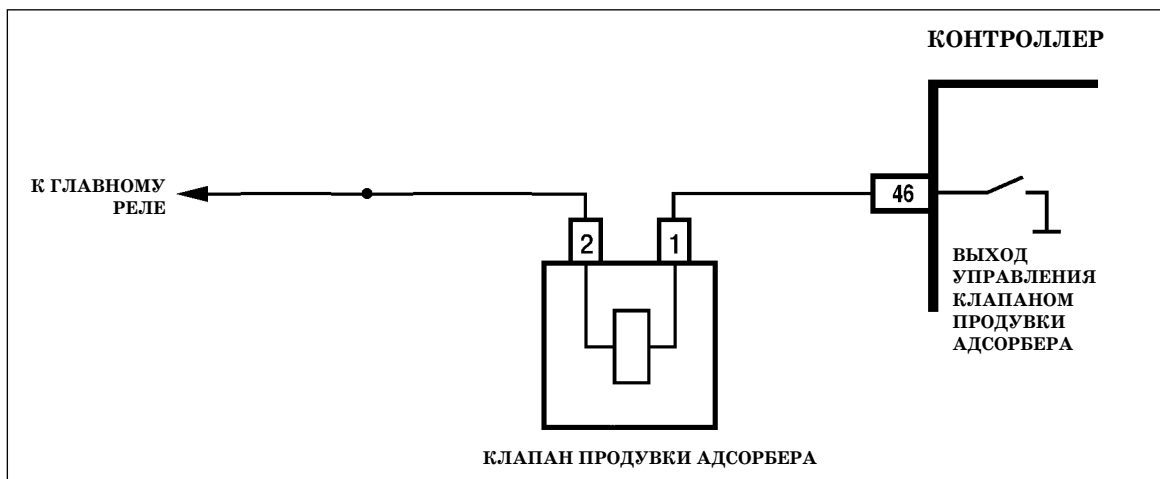 КОНТРОЛЛЕР
К ГЛАВНОМУ
РЕЛЕ
46
2
1
ВЫХОД
УПРАВЛЕНИЯ
КЛАПАНОМ
ПРОДУВКИ
АДСОРБЕРА
КЛАПАН ПРОДУВКИ АДСОРБЕРА